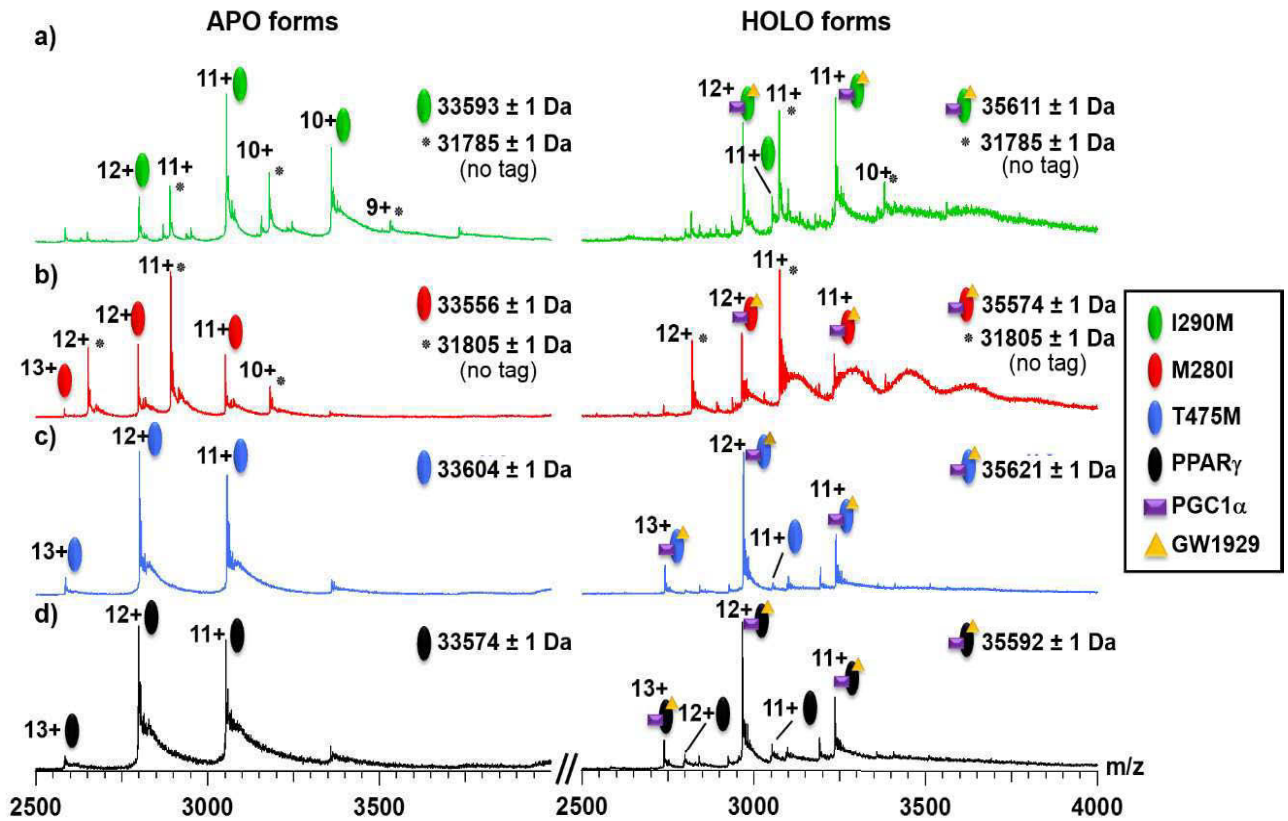 APO forms
HOLO forms
a)
12+
11+ *
11+
10+ *
10+
9+ *
33593 ± 1 Da
* 31785 ± 1 Da
(no tag)
12+
11+
11+ *
11+
10+ *
35611 ± 1 Da
* 31785 ± 1 Da
(no tag)
b)
13+
12+ *
12+
11+ *
11+
10+ *
33556 ± 1 Da
* 31805 ± 1 Da
(no tag)
12+ *
12+
11+ *
11+
35574 ± 1 Da
* 31805 ± 1 Da
(no tag)
c)
13+
12+
11+
33604 ± 1 Da
13+
12+
11+
11+
35621 ± 1 Da
d)
13+
12+
11+
33574 ± 1 Da
13+
12+
12+
11+
11+
35592 ± 1 Da
I290M
M280I
T475M
PPARγ
PGC1α
GW1929
2500 3000 3500 // 3000 3500 4000
m/z